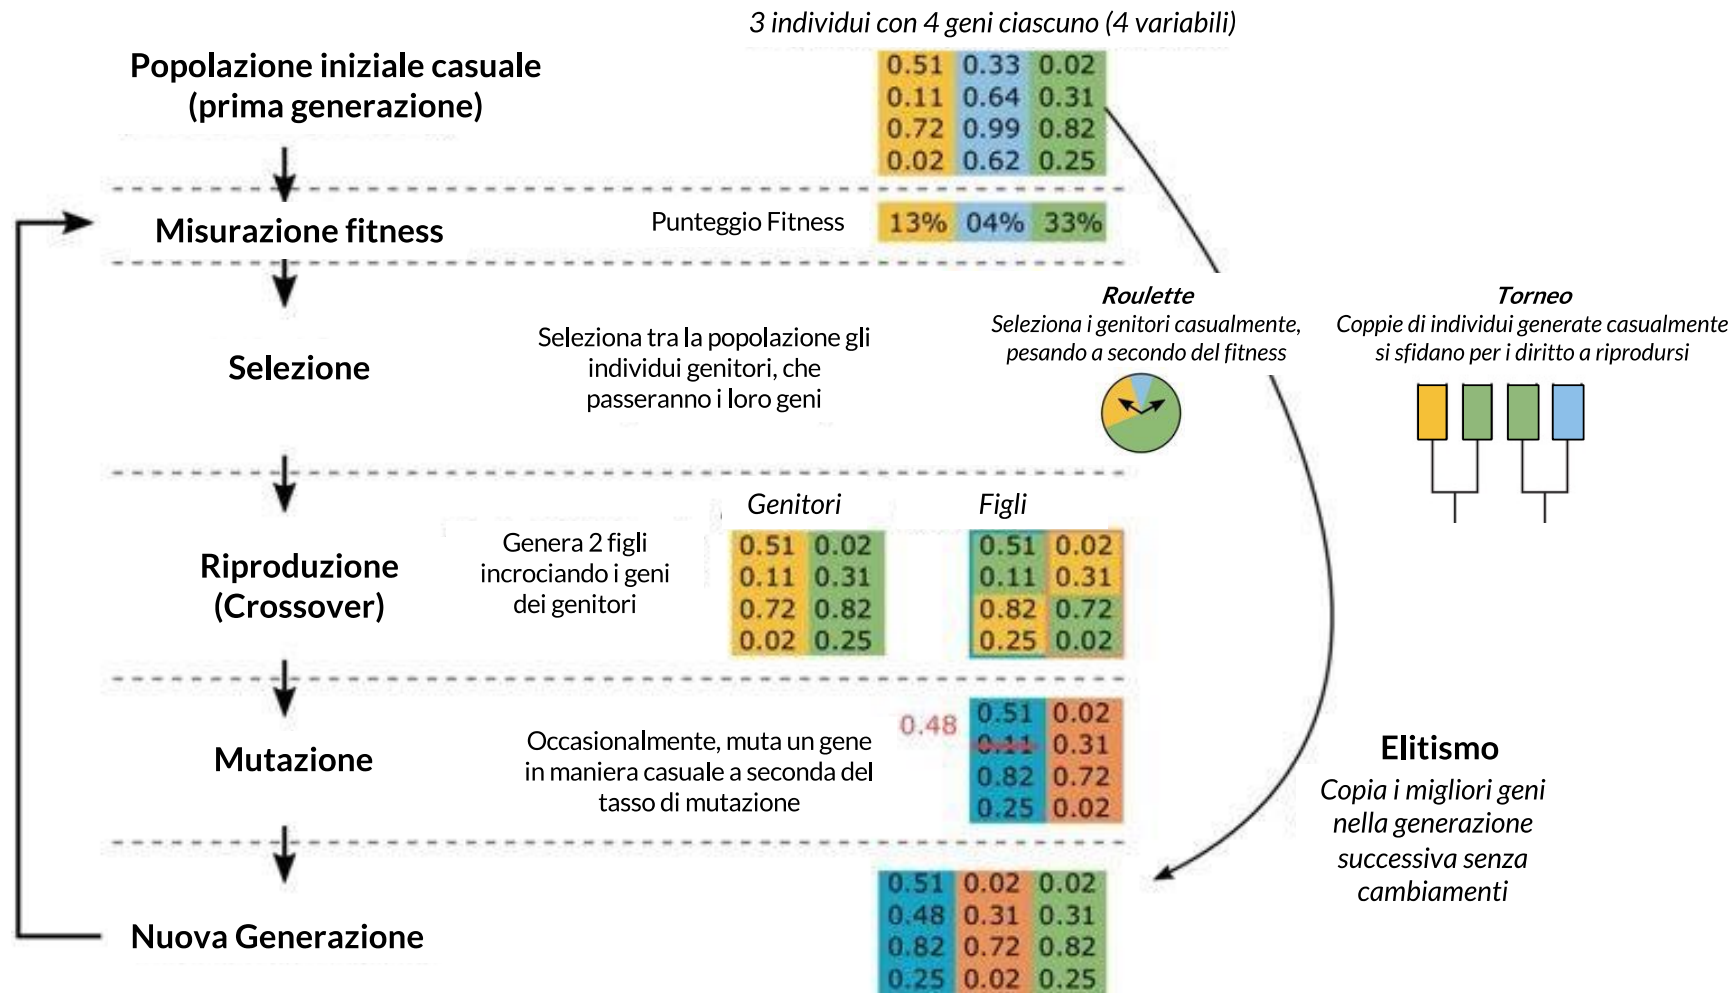 3 individui con 4 geni ciascuno (4 variabili)
Popolazione iniziale casuale
(prima generazione)
0.51 0.33 0.02
0.11 0.64 0.31
0.72 0.99 0.82
0.02 0.62 0.25
Misurazione fitness
Punteggio Fitness
13% 04% 33%
Selezione
Seleziona tra la popolazione gli
individui genitori, che
passeranno i loro geni
Roulette
Seleziona i genitori casualmente,
pesando a secondo del fitness
Torneo
Coppie di individui generate casualmente
si sfidano per i diritto a riprodursi
Riproduzione
(Crossover)
Genera 2 figli
incrociando i geni
dei genitori
Genitori
0.51 0.02
0.11 0.31
0.72 0.82
0.02 0.25
Figli
0.51 0.02
0.11 0.31
0.82 0.72
0.25 0.02
Mutazione
Occasionalmente, muta un gene
in maniera casuale a seconda del
tasso di mutazione
0.48
0.51 0.02
0.11 0.31
0.82 0.72
0.25 0.02
Elitismo
Copia i migliori geni
nella generazione
successiva senza
cambiamenti
Nuova Generazione
0.51 0.02 0.02
0.48 0.31 0.31
0.82 0.72 0.82
0.25 0.02 0.25